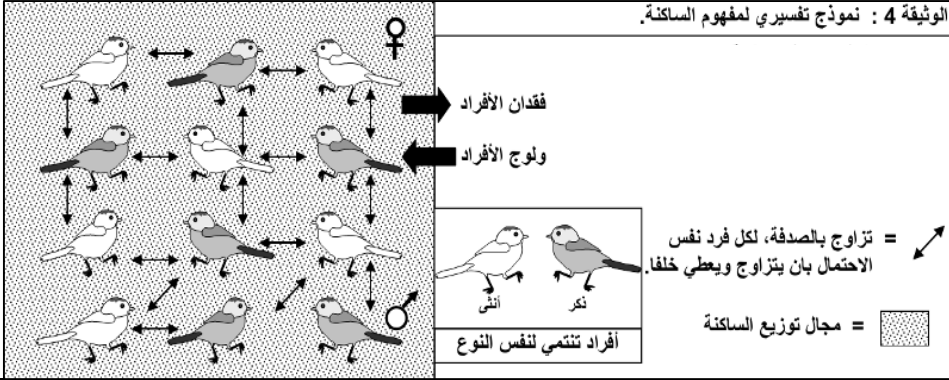 الوثيقة 4 : نموذج تفسيري لمفهوم الساكنة.
فقدان الأفراد
ولوج الأفراد
= تزاوج بالصدفة، لكل فرد نفس
الاحتمال بان يتزاوج ويعطي خلفا.
ذكر
أنثى
= مجال توزيع الساكنة
أفراد تنتمي لنفس النوع